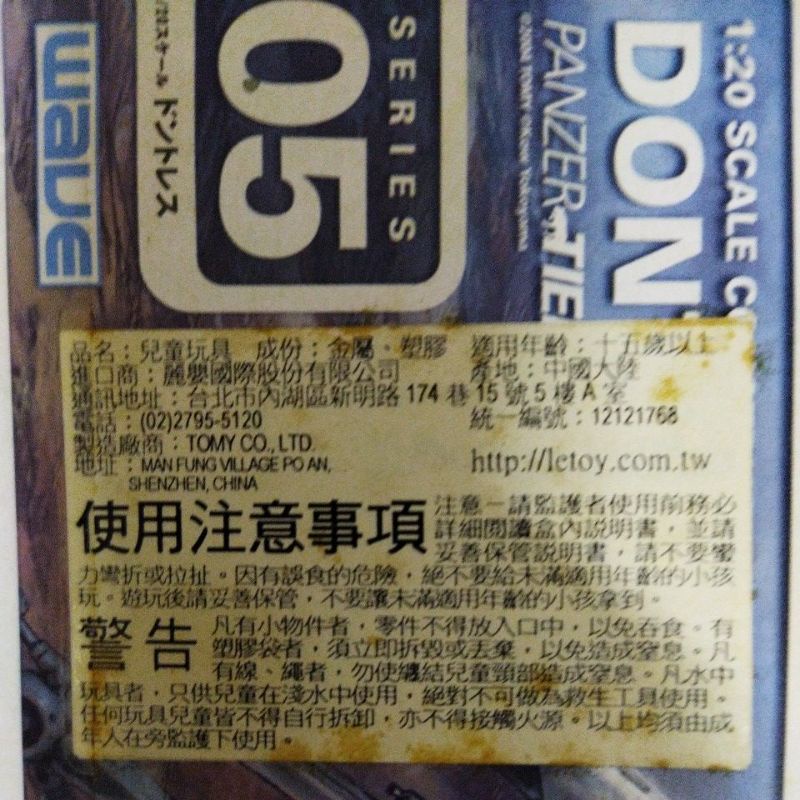 wave
1/20スケール ドントレス
05
SERIES
1:20 SCALE
DON
PANZER TIE
©2004 TOMY
品名：兒童玩具 成份：金屬、塑膠 適用年齡：十五歲以上
進口商：麗嬰國際股份有限公司 產地：中國大陸
通訊地址：台北市內湖區新明路 174 巷 15 號 5 樓 A 室
電話：(02)2795-5120 統一編號：12121768
製造廠商：TOMY CO., LTD.
地址：MAN FUNG VILLAGE PO AN,
SHENZHEN, CHINA
http://letoy.com.tw
使用注意事項
注意－請監護者使用前務必
詳細閱讀盒內說明書，並請
妥善保管說明書，請不要彎
力彎折或拉扯。因有誤食的危險，絕不要給未滿適用年齡的小孩
玩。遊玩後請妥善保管，不要讓未滿適用年齡的小孩拿到。
警告
凡有小物件者，零件不得放入口中，以免吞食。有
塑膠袋者，須立即拆毀或丟棄，以免造成窒息。凡
有線、繩者，勿使纏結兒童頸部造成窒息。凡水中
玩具者，只供兒童在淺水中使用，絕對不可做為救生工具使用。
任何玩具兒童皆不得自行拆卸，亦不得接觸火源。以上均須由成
年人在旁監護下使用。